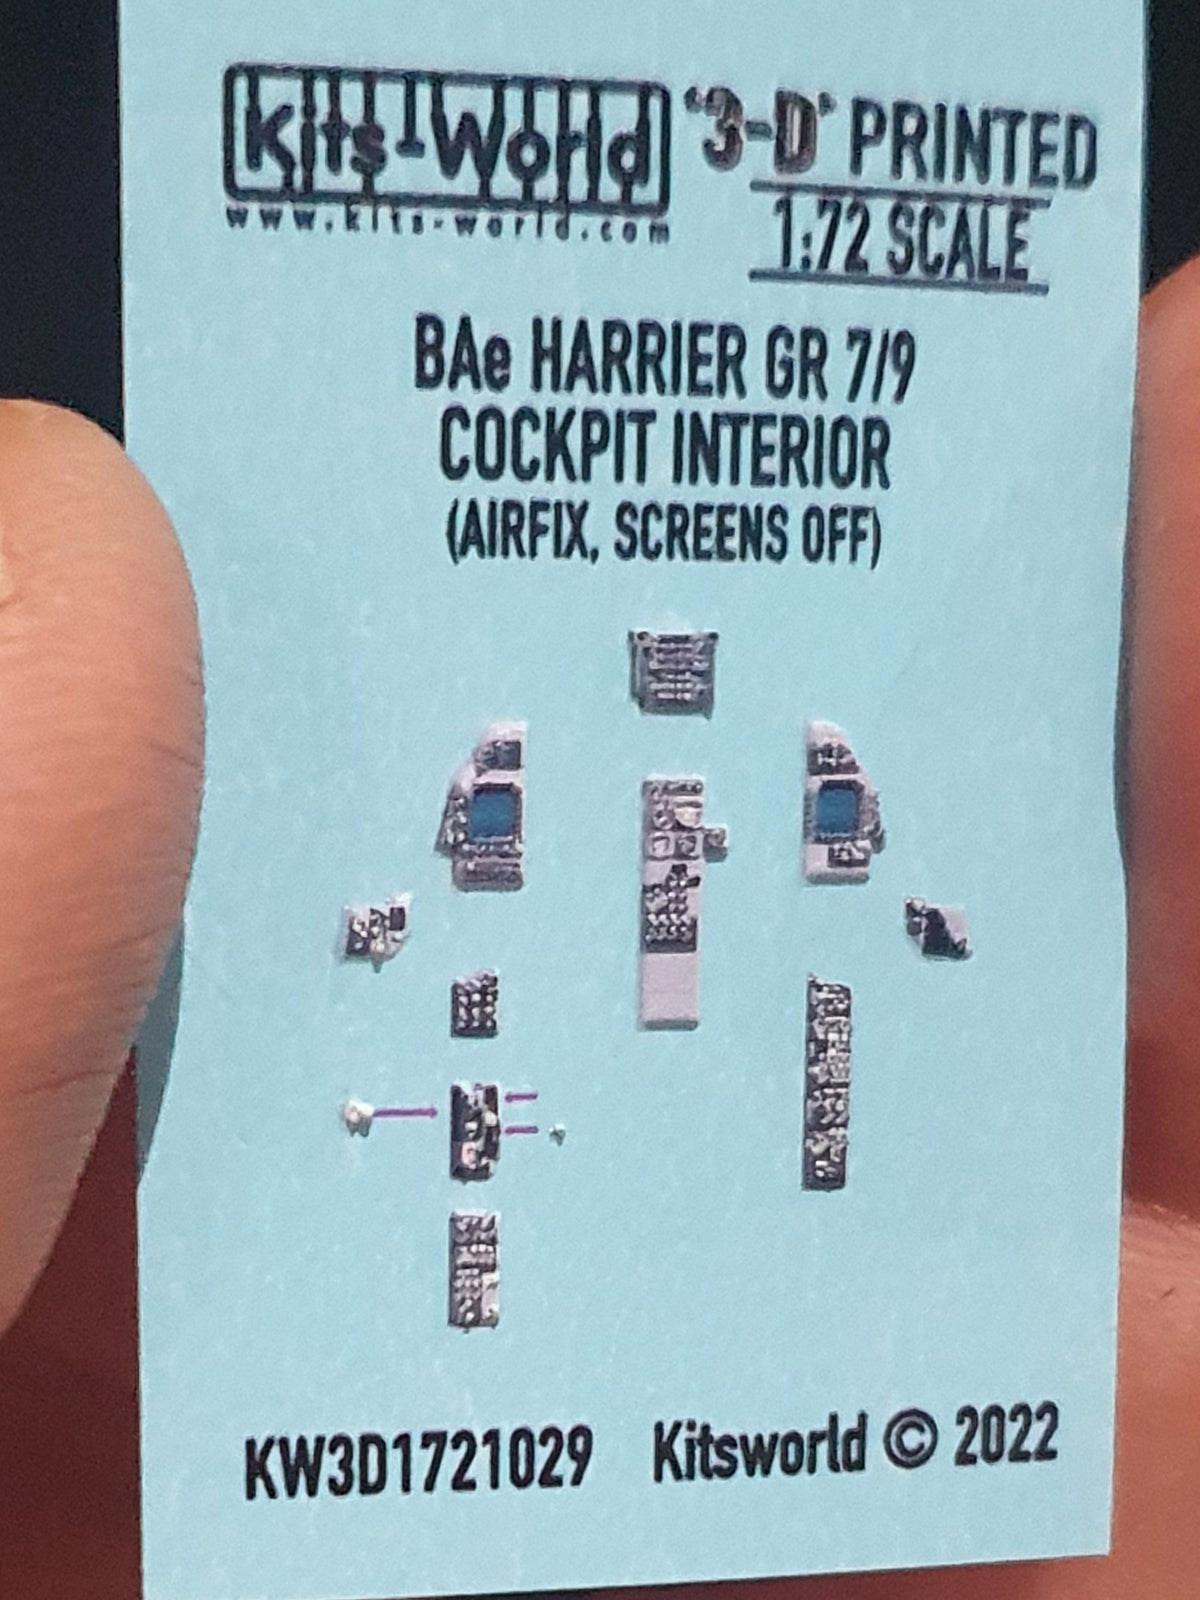 Kits-World '3-D' PRINTED
www.kits-world.com 1:72 SCALE
BAe HARRIER GR 7/9
COCKPIT INTERIOR
(AIRFIX, SCREENS OFF)
KW3D1721029 Kitsworld © 2022